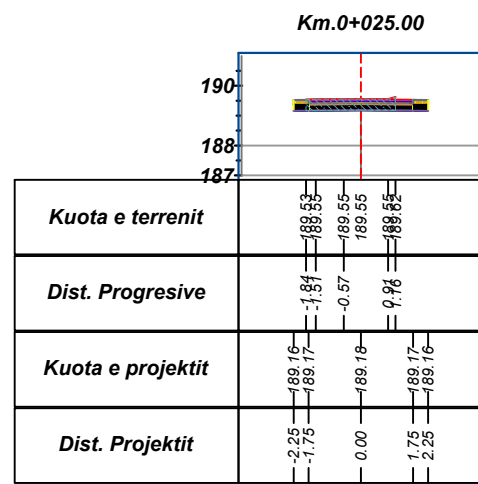 Km.0+025.00
190
188
187
Kuota e terrenit
189.53 189.55 189.55 189.55 189.55 189.62
Dist. Progresive
-1.84 -1.51 -0.57 0.91 1.16
Kuota e projektit
189.16 189.17 189.18 189.17 189.16
Dist. Projektit
-2.25 -1.75 0.00 1.75 2.25